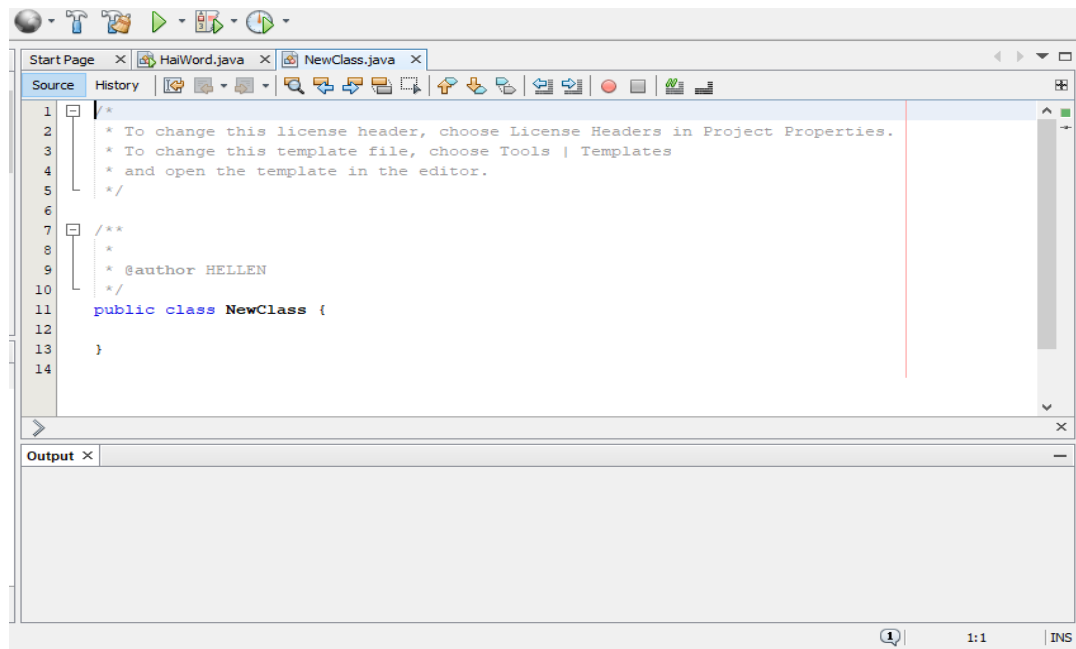 Start Page HaiWord.java NewClass.java
Source History
1 /*
2 * To change this license header, choose License Headers in Project Properties.
3 * To change this template file, choose Tools | Templates
4 * and open the template in the editor.
5 */
6
7 /**
8 *
9 * @author HELLEN
10 */
11 public class NewClass {
12
13 }
14
Output
1 1:1 INS